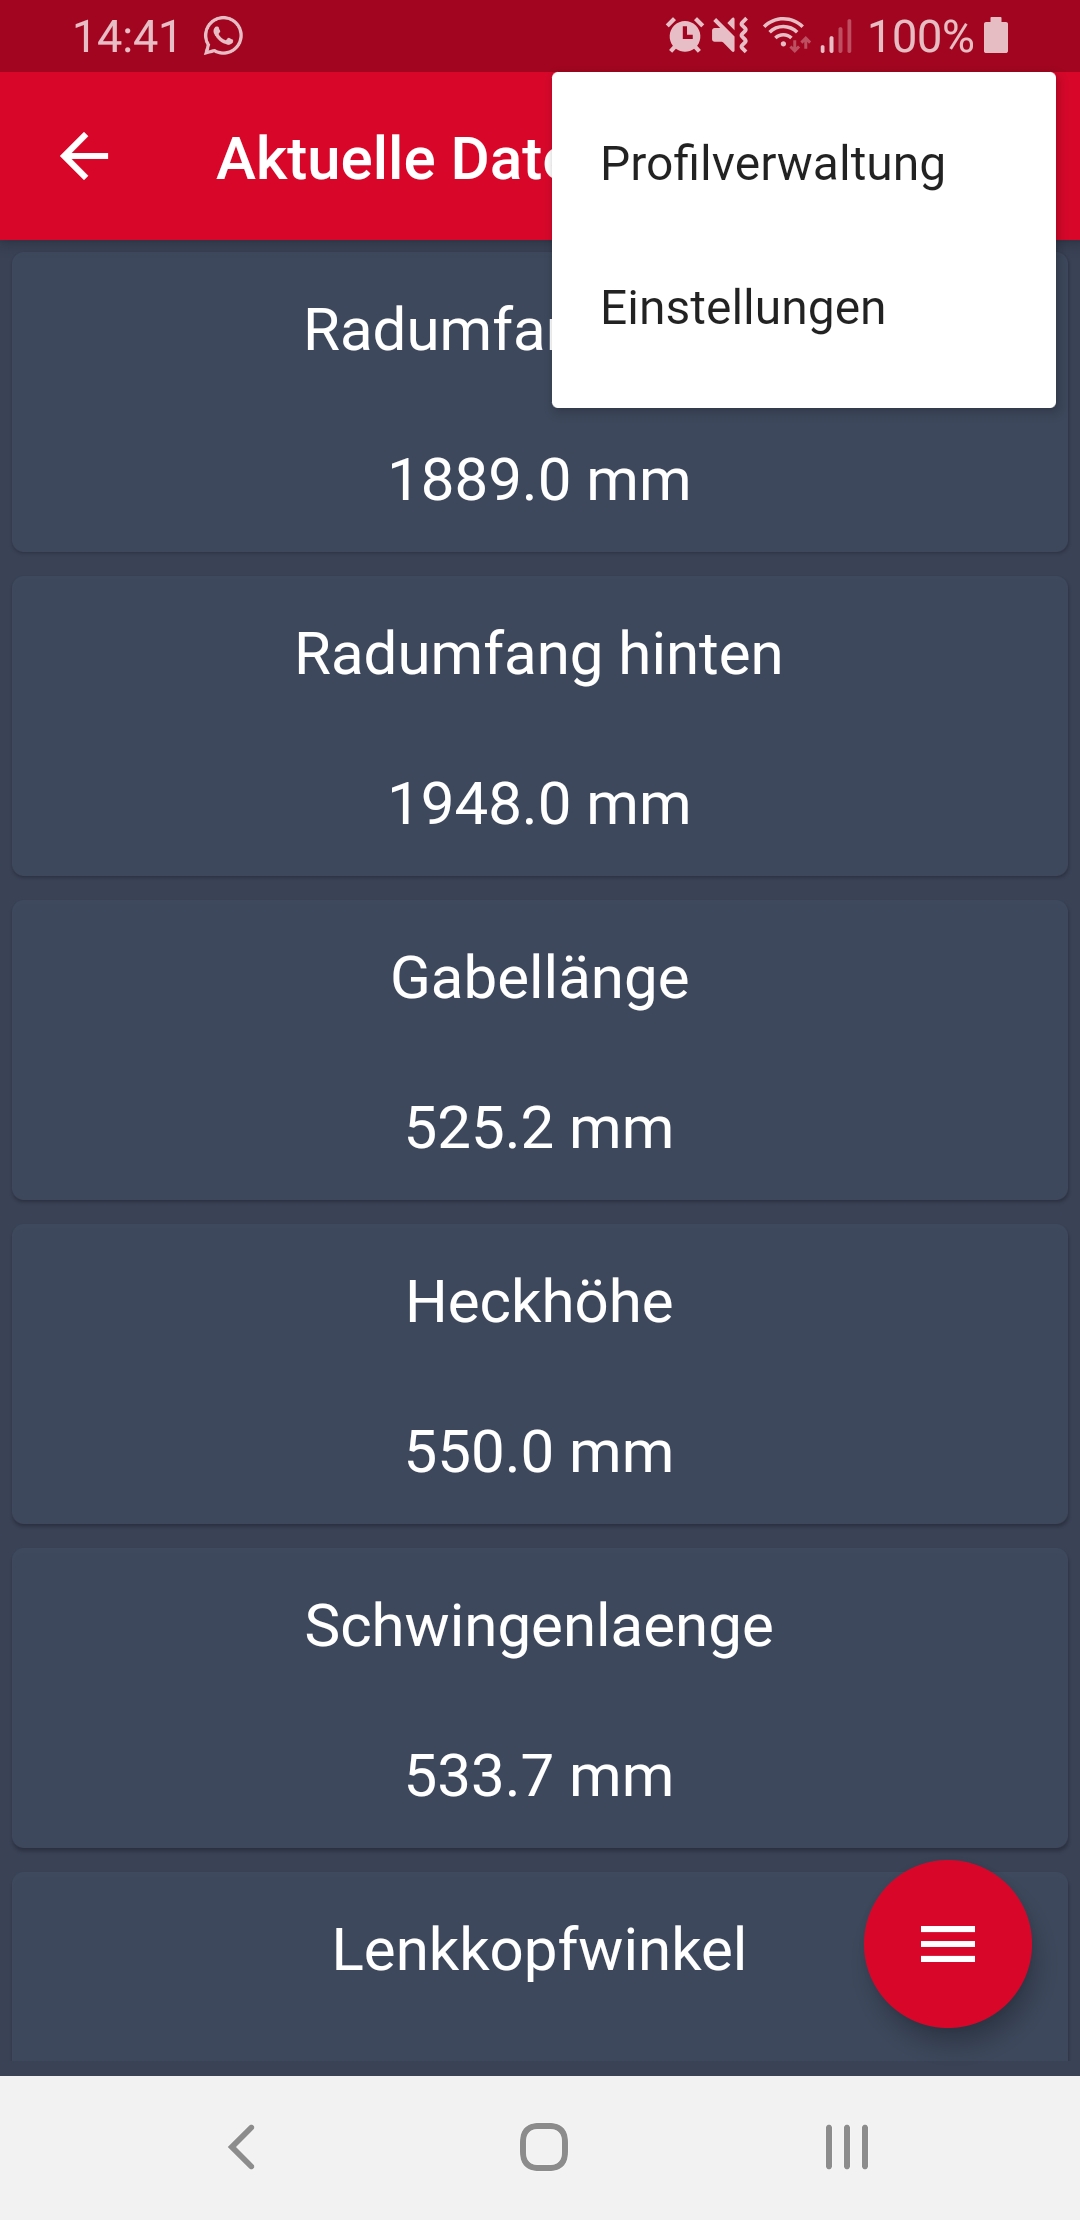 14:41
100%
Aktuelle Date
Profilverwaltung
Einstellungen
Radumfan
1889.0 mm
Radumfang hinten
1948.0 mm
Gabellänge
525.2 mm
Heckhöhe
550.0 mm
Schwingenlaenge
533.7 mm
Lenkkopfwinkel